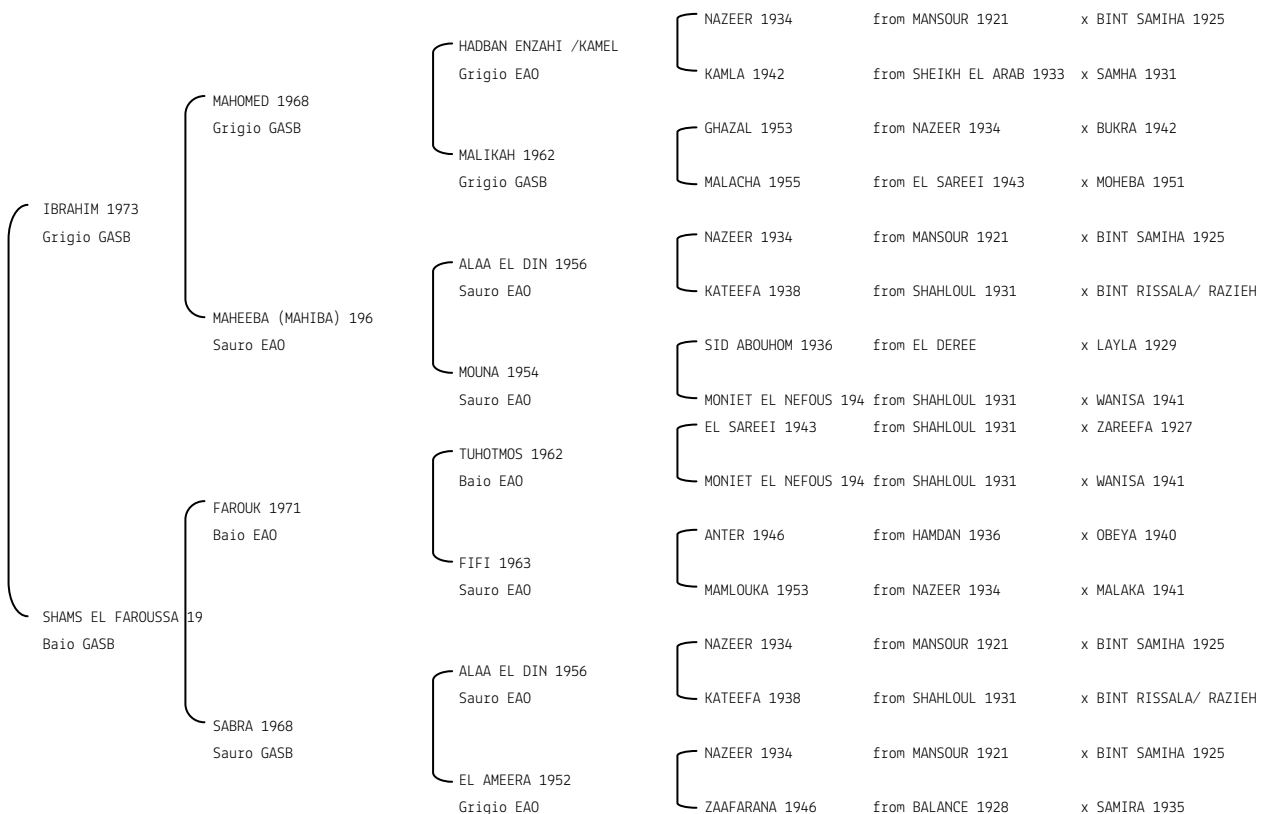 NAZEER 1934 from MANSOUR 1921 x BINT SAMIHA 1925
HADBAN ENZAHI /KAMEL
Grigio EAO KAMLA 1942 from SHEIKH EL ARAB 1933 x SAMHA 1931
MAHOMED 1968
Grigio GASB GHAZAL 1953 from NAZEER 1934 x BUKRA 1942
MALIKAH 1962
Grigio GASB MALACHA 1955 from EL SAREEI 1943 x MOHEBA 1951
IBRAHIM 1973
Grigio GASB NAZEER 1934 from MANSOUR 1921 x BINT SAMIHA 1925
ALAA EL DIN 1956
Sauro EAO KATEEFA 1938 from SHAHLOUL 1931 x BINT RISSALA/ RAZIEH
MAHEEBA (MAHIBA) 196
Sauro EAO SID ABOUHOM 1936 from EL DEREE x LAYLA 1929
MOUNA 1954
Sauro EAO MONIET EL NEFOUS 194 from SHAHLOUL 1931 x WANISA 1941
EL SAREEI 1943 from SHAHLOUL 1931 x ZAREEFA 1927
TUHOTMOS 1962
Baio EAO MONIET EL NEFOUS 194 from SHAHLOUL 1931 x WANISA 1941
FAROUK 1971
Baio EAO ANTER 1946 from HAMDAN 1936 x OBEYA 1940
FIFI 1963
Sauro EAO MAMLOUKA 1953 from NAZEER 1934 x MALAKA 1941
SHAMS EL FAROUSSA 19
Baio GASB NAZEER 1934 from MANSOUR 1921 x BINT SAMIHA 1925
ALAA EL DIN 1956
Sauro EAO KATEEFA 1938 from SHAHLOUL 1931 x BINT RISSALA/ RAZIEH
SABRA 1968
Sauro GASB NAZEER 1934 from MANSOUR 1921 x BINT SAMIHA 1925
EL AMEERA 1952
Grigio EAO ZAAFARANA 1946 from BALANCE 1928 x SAMIRA 1935